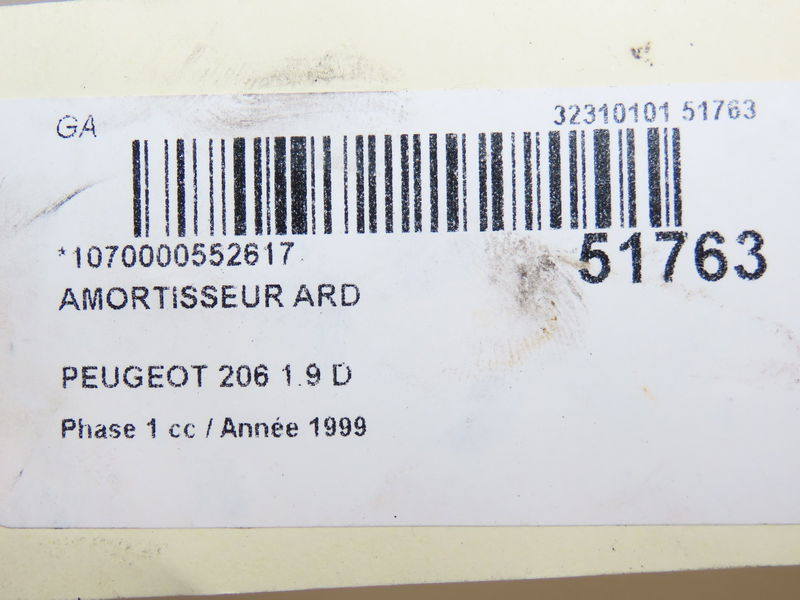 GA
32310101 51763
*1070000552617
51763
AMORTISSEUR ARD
PEUGEOT 206 1.9 D
Phase 1 cc / Année 1999